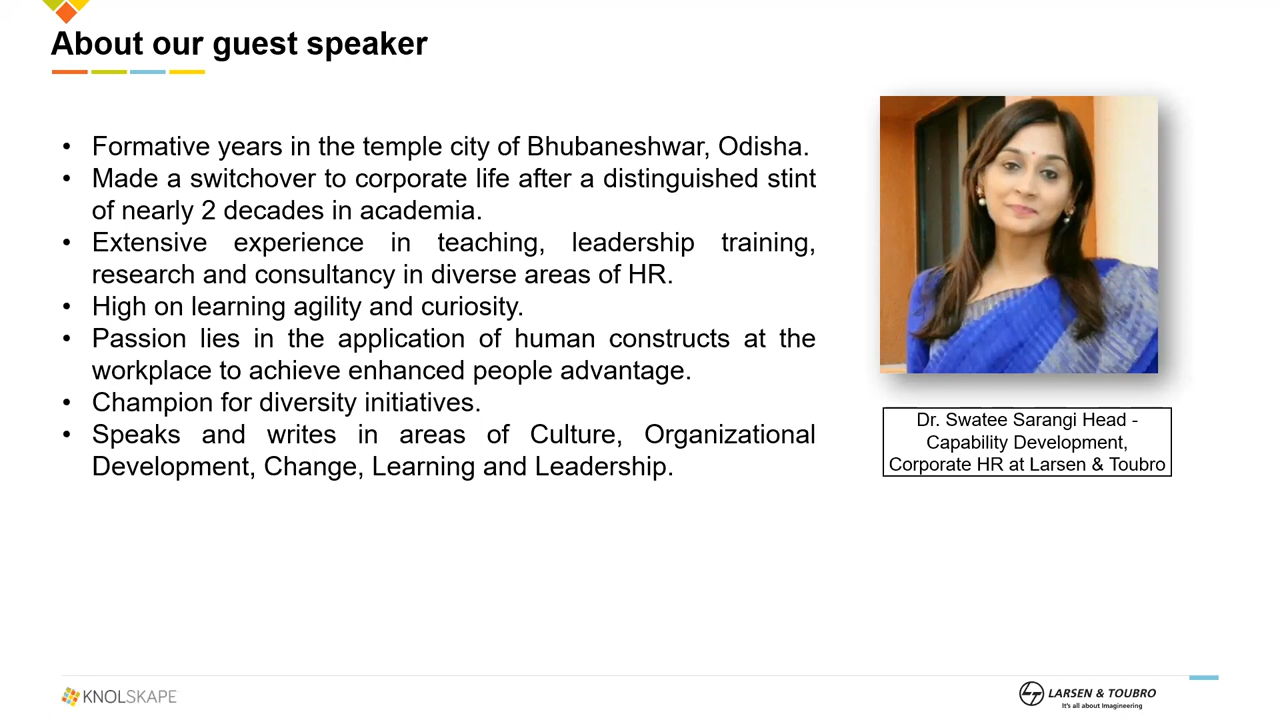 About our guest speaker
• Formative years in the temple city of Bhubaneshwar, Odisha.
• Made a switchover to corporate life after a distinguished stint
of nearly 2 decades in academia.
• Extensive experience in teaching, leadership training,
research and consultancy in diverse areas of HR.
• High on learning agility and curiosity.
• Passion lies in the application of human constructs at the
workplace to achieve enhanced people advantage.
• Champion for diversity initiatives.
• Speaks and writes in areas of Culture, Organizational
Development, Change, Learning and Leadership.
Dr. Swatee Sarangi Head -
Capability Development,
Corporate HR at Larsen & Toubro
KNOLSKAPE
LARSEN & TOUBRO
It's all about Imagineering